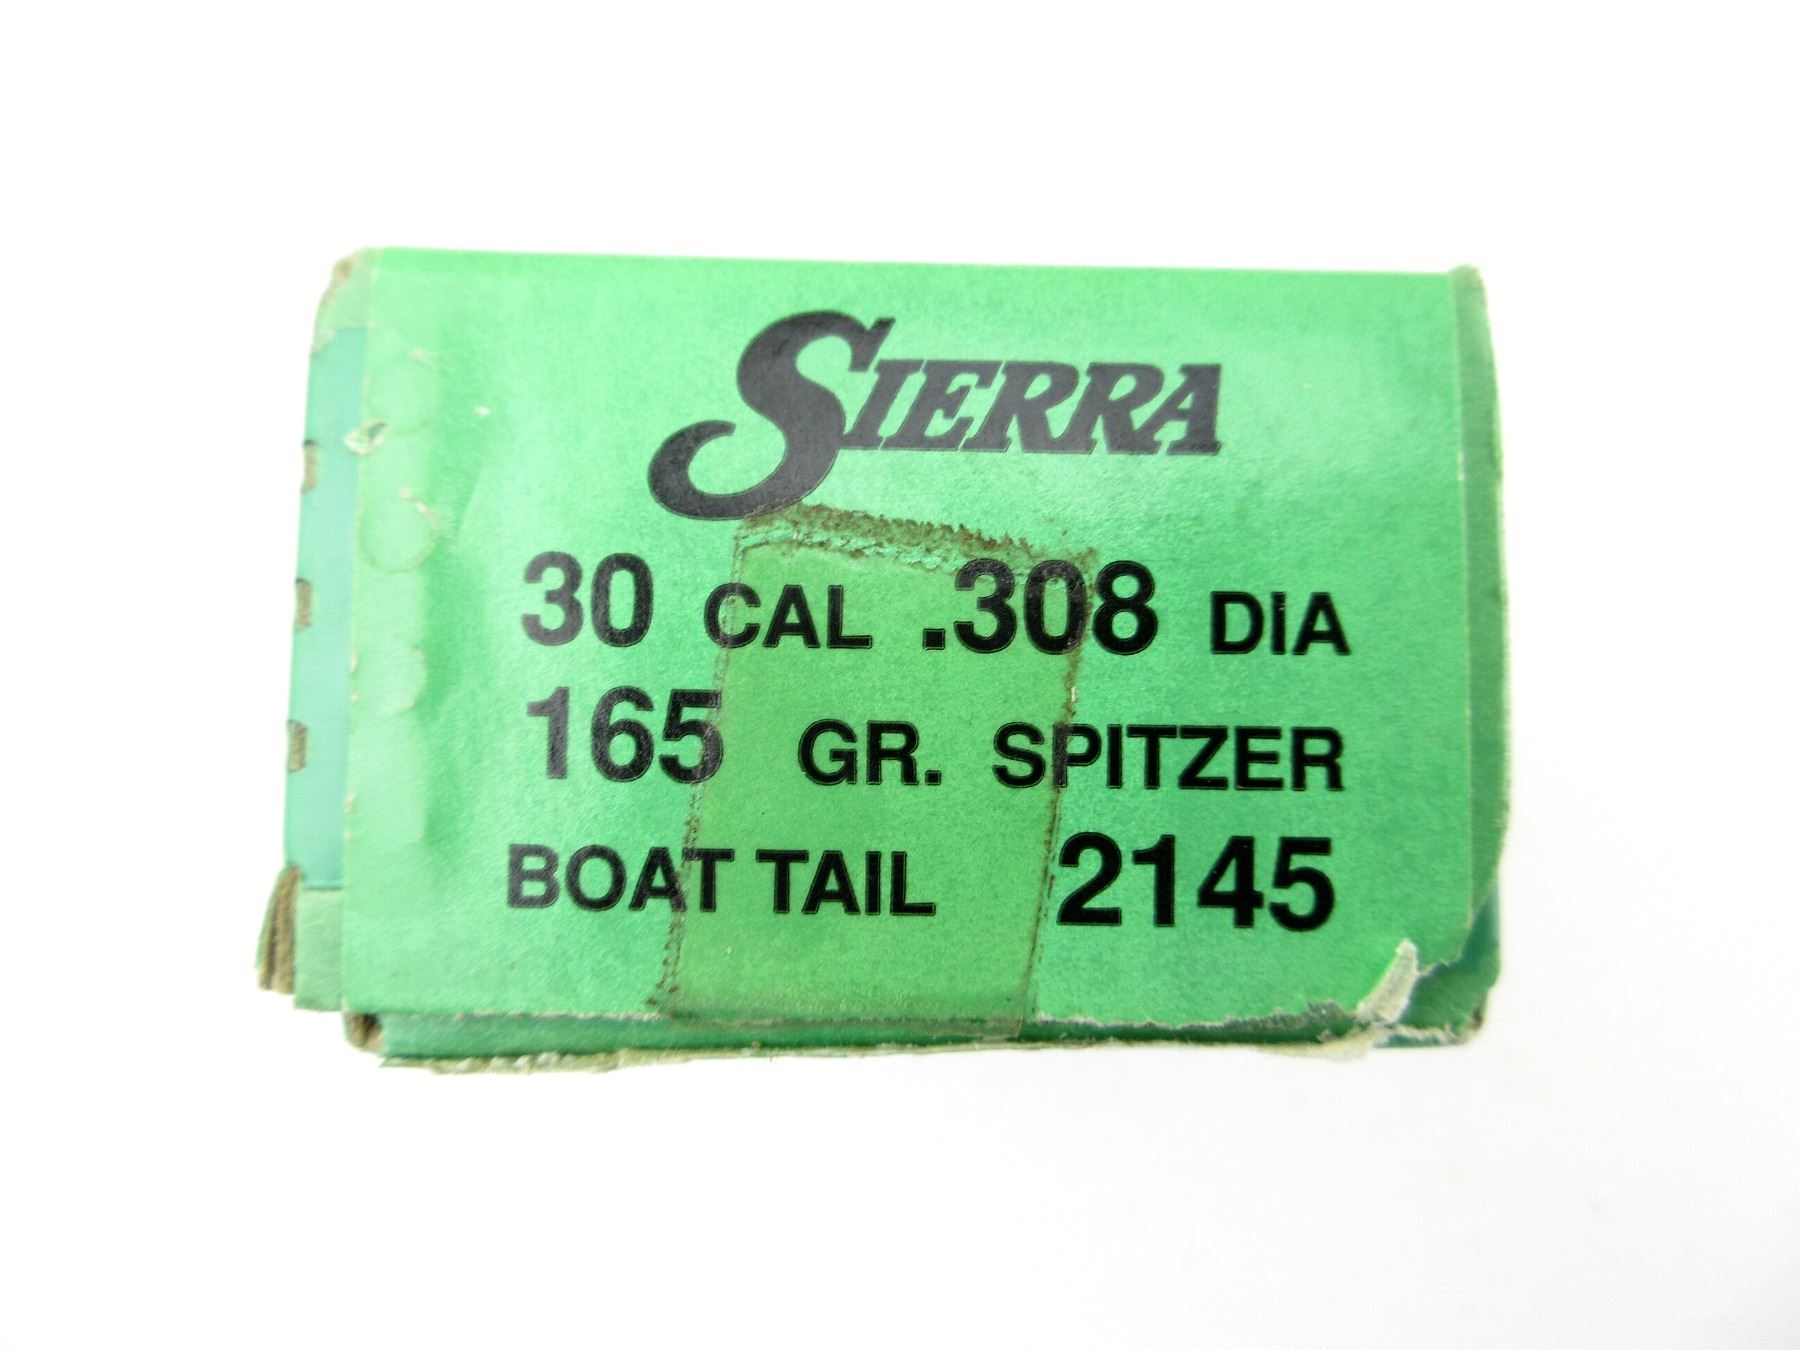 SIERRA
30 CAL .308 DIA
165 GR. SPITZER
BOAT TAIL 2145